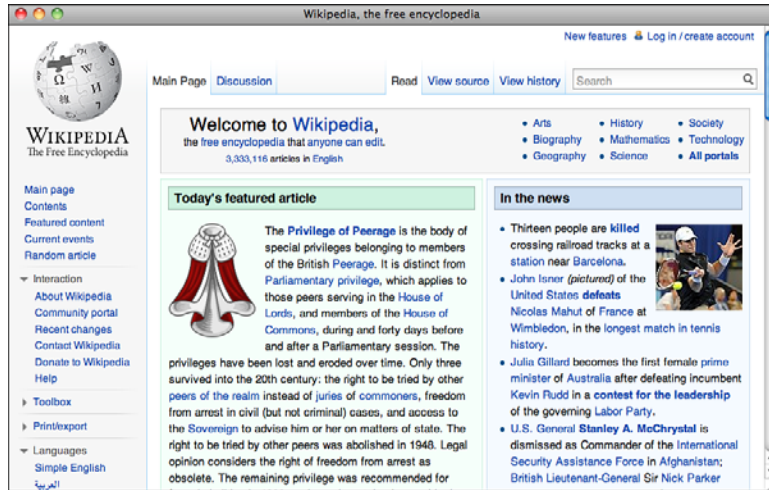 Wikipedia, the free encyclopedia
New features Log in / create account
Main Page Discussion Read View source View history Search
WIKIPEDIA
The Free Encyclopedia
Main page
Contents
Featured content
Current events
Random article
Interaction
About Wikipedia
Community portal
Recent changes
Contact Wikipedia
Donate to Wikipedia
Help
Toolbox
Print/export
Languages
Simple English
العربية
Welcome to Wikipedia,
the free encyclopedia that anyone can edit.
3,333,116 articles in English
• Arts • History • Society
• Biography • Mathematics • Technology
• Geography • Science • All portals
Today's featured article
The Privilege of Peerage is the body of
special privileges belonging to members
of the British Peerage. It is distinct from
Parliamentary privilege, which applies to
those peers serving in the House of
Lords, and members of the House of
Commons, during and forty days before
and after a Parliamentary session. The
privileges have been lost and eroded over time. Only three
survived into the 20th century: the right to be tried by other
peers of the realm instead of juries of commoners, freedom
from arrest in civil (but not criminal) cases, and access to
the Sovereign to advise him or her on matters of state. The
right to be tried by other peers was abolished in 1948. Legal
opinion considers the right of freedom from arrest as
obsolete. The remaining privilege was recommended for
In the news
• Thirteen people are killed
crossing railroad tracks at a
station near Barcelona.
• John Isner (pictured) of the
United States defeats
Nicolas Mahut of France at
Wimbledon, in the longest match in tennis
history.
• Julia Gillard becomes the first female prime
minister of Australia after defeating incumbent
Kevin Rudd in a contest for the leadership
of the governing Labor Party.
• U.S. General Stanley A. McChrystal is
dismissed as Commander of the International
Security Assistance Force in Afghanistan;
British Lieutenant-General Sir Nick Parker